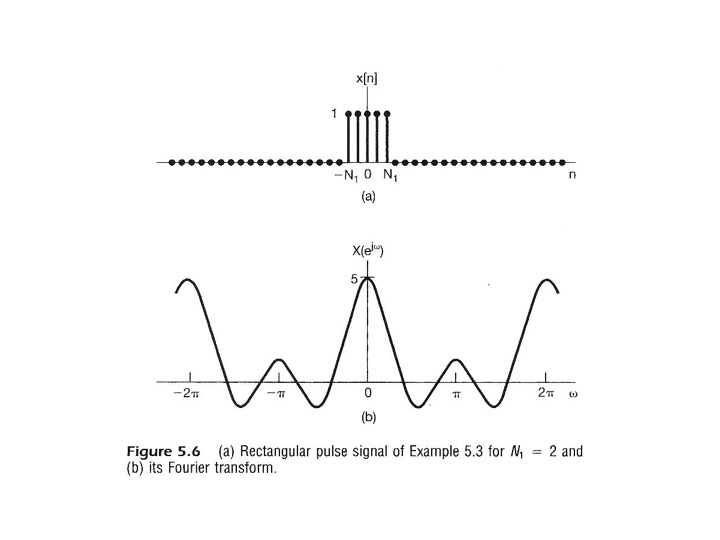 x[n]
1
−N₁ 0 N₁ n
(a)
X(e^jω)
5
−2π −π 0 π 2π ω
(b)
Figure 5.6 (a) Rectangular pulse signal of Example 5.3 for N₁ = 2 and
(b) its Fourier transform.